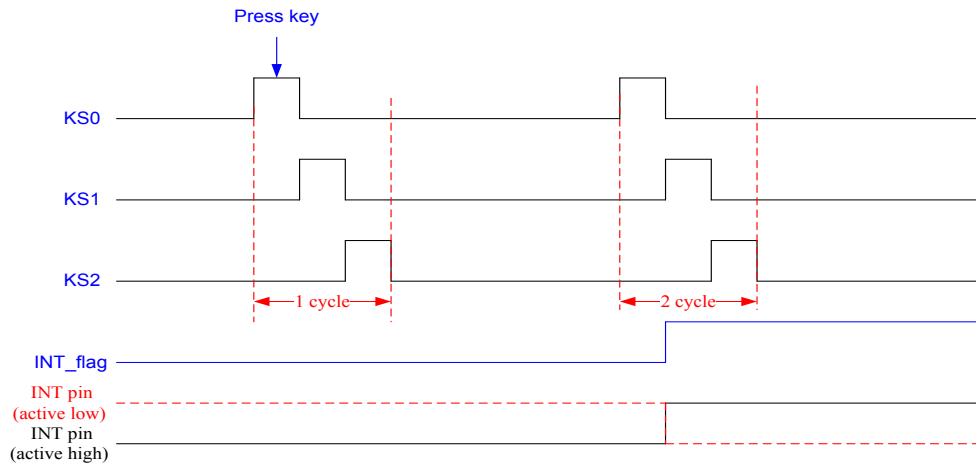 Press key
KS0
KS1
KS2
1 cycle
2 cycle
INT_flag
INT pin
(active low)
INT pin
(active high)